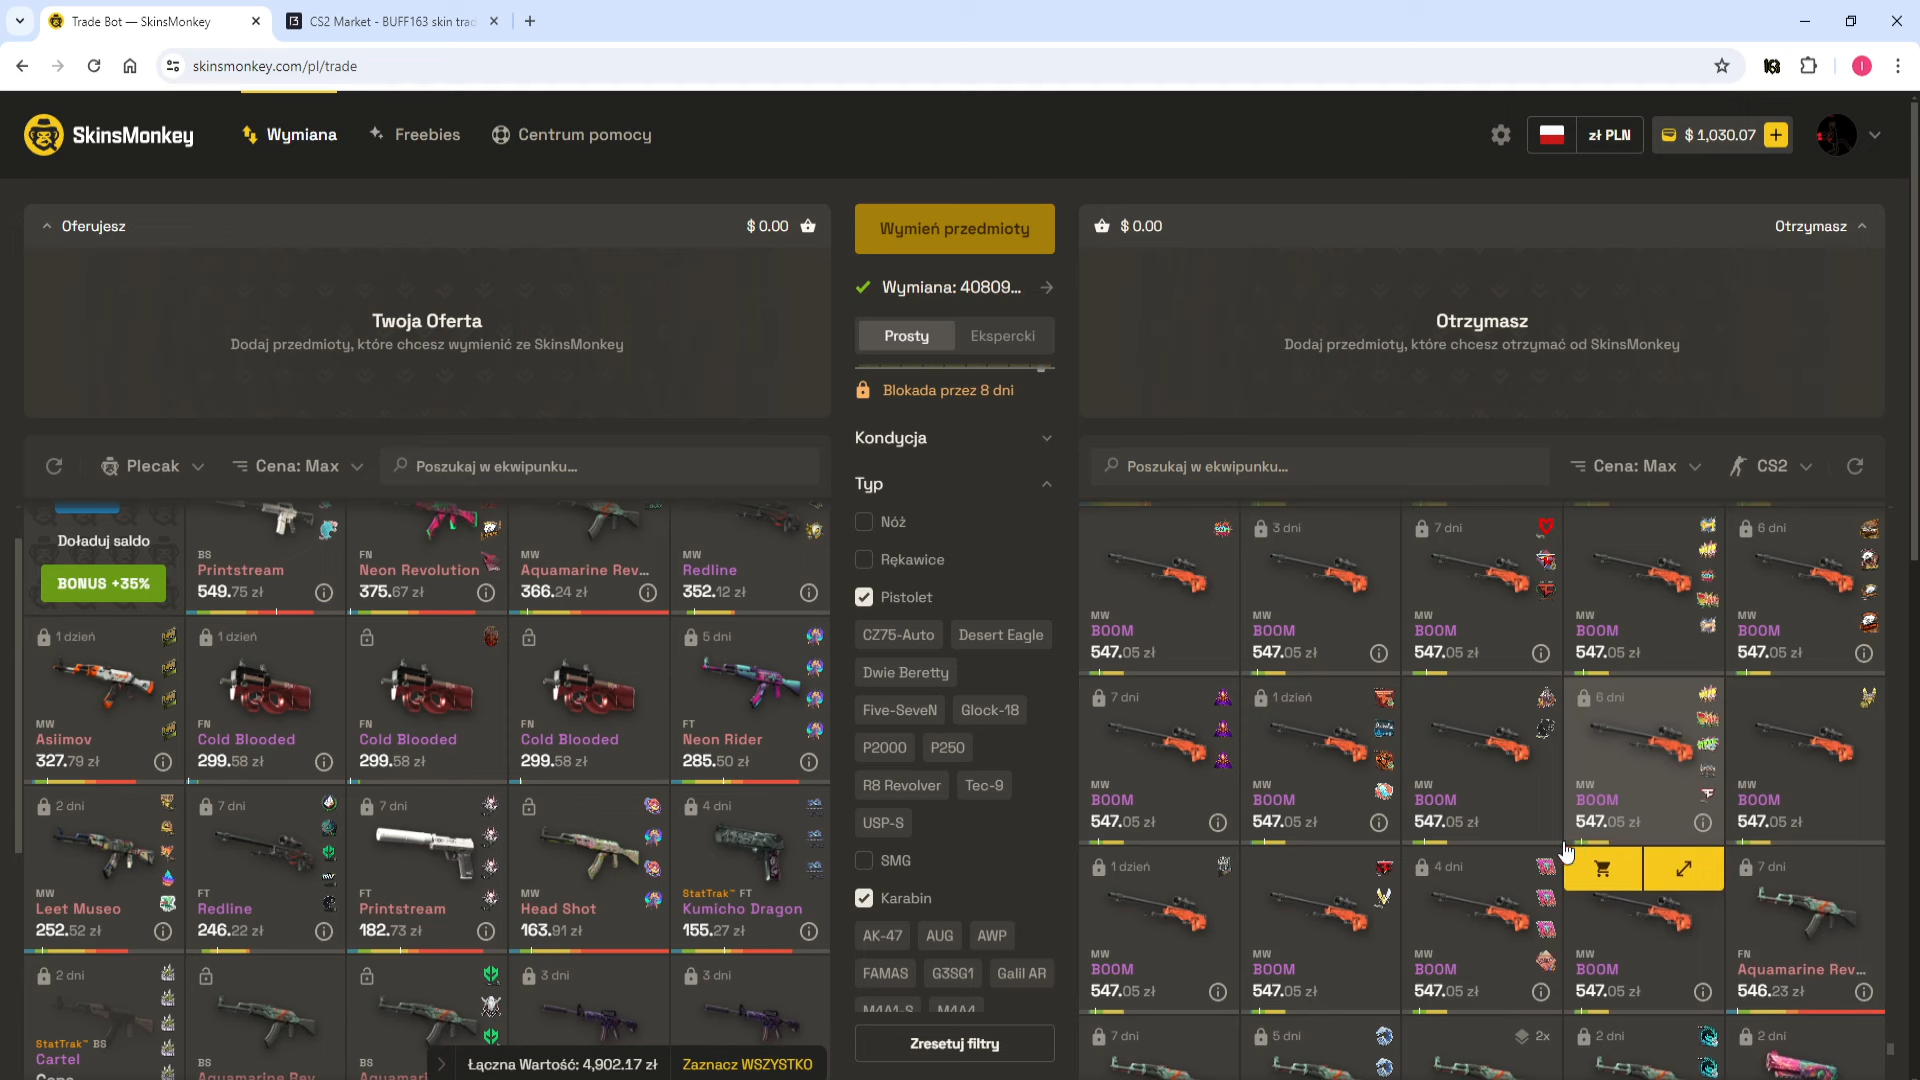 Trade Bot — SkinsMonkey
CS2 Market - BUFF163 skin trad
skinsmonkey.com/pl/trade
SkinsMonkey
Wymiana
Freebies
Centrum pomocy
zł PLN
$ 1,030.07
Oferujesz
$ 0.00
Twoja Oferta
Dodaj przedmioty, które chcesz wymienić ze SkinsMonkey
Wymień przedmioty
Wymiana: 40809...
Prosty
Ekspercki
Blokada przez 8 dni
$ 0.00
Otrzymasz
Otrzymasz
Dodaj przedmioty, które chcesz otrzymać od SkinsMonkey
Plecak
Cena: Max
Poszukaj w ekwipunku...
Doładuj saldo
BONUS +35%
BS
Printstream
549.75 zł
FN
Neon Revolution
375.67 zł
MW
Aquamarine Rev...
366.24 zł
MW
Redline
352.12 zł
1 dzień
MW
Asiimov
327.79 zł
1 dzień
FN
Cold Blooded
299.58 zł
FN
Cold Blooded
299.58 zł
FN
Cold Blooded
299.58 zł
5 dni
FT
Neon Rider
285.50 zł
2 dni
MW
Leet Museo
252.52 zł
7 dni
FT
Redline
246.22 zł
7 dni
FT
Printstream
182.73 zł
MW
Head Shot
163.91 zł
4 dni
StatTrak™ FT
Kumicho Dragon
155.27 zł
2 dni
StatTrak™ BS
Cartel
BS
Aquamarine Rev...
BS
Aquamari
3 dni
3 dni
Łączna Wartość: 4,902.17 zł
Zaznacz WSZYSTKO
Kondycja
Typ
Nóż
Rękawice
Pistolet
CZ75-Auto
Desert Eagle
Dwie Beretty
Five-SeveN
Glock-18
P2000
P250
R8 Revolver
Tec-9
USP-S
SMG
Karabin
AK-47
AUG
AWP
FAMAS
G3SG1
Galil AR
M4A1-S
M4A4
Zresetuj filtry
Poszukaj w ekwipunku...
Cena: Max
CS2
MW
BOOM
547.05 zł
3 dni
MW
BOOM
547.05 zł
7 dni
MW
BOOM
547.05 zł
MW
BOOM
547.05 zł
6 dni
MW
BOOM
547.05 zł
7 dni
MW
BOOM
547.05 zł
1 dzień
MW
BOOM
547.05 zł
MW
BOOM
547.05 zł
6 dni
MW
BOOM
547.05 zł
MW
BOOM
547.05 zł
1 dzień
MW
BOOM
547.05 zł
MW
BOOM
547.05 zł
4 dni
MW
BOOM
547.05 zł
MW
BOOM
547.05 zł
7 dni
FN
Aquamarine Rev...
546.23 zł
7 dni
5 dni
2x
2 dni
2 dni